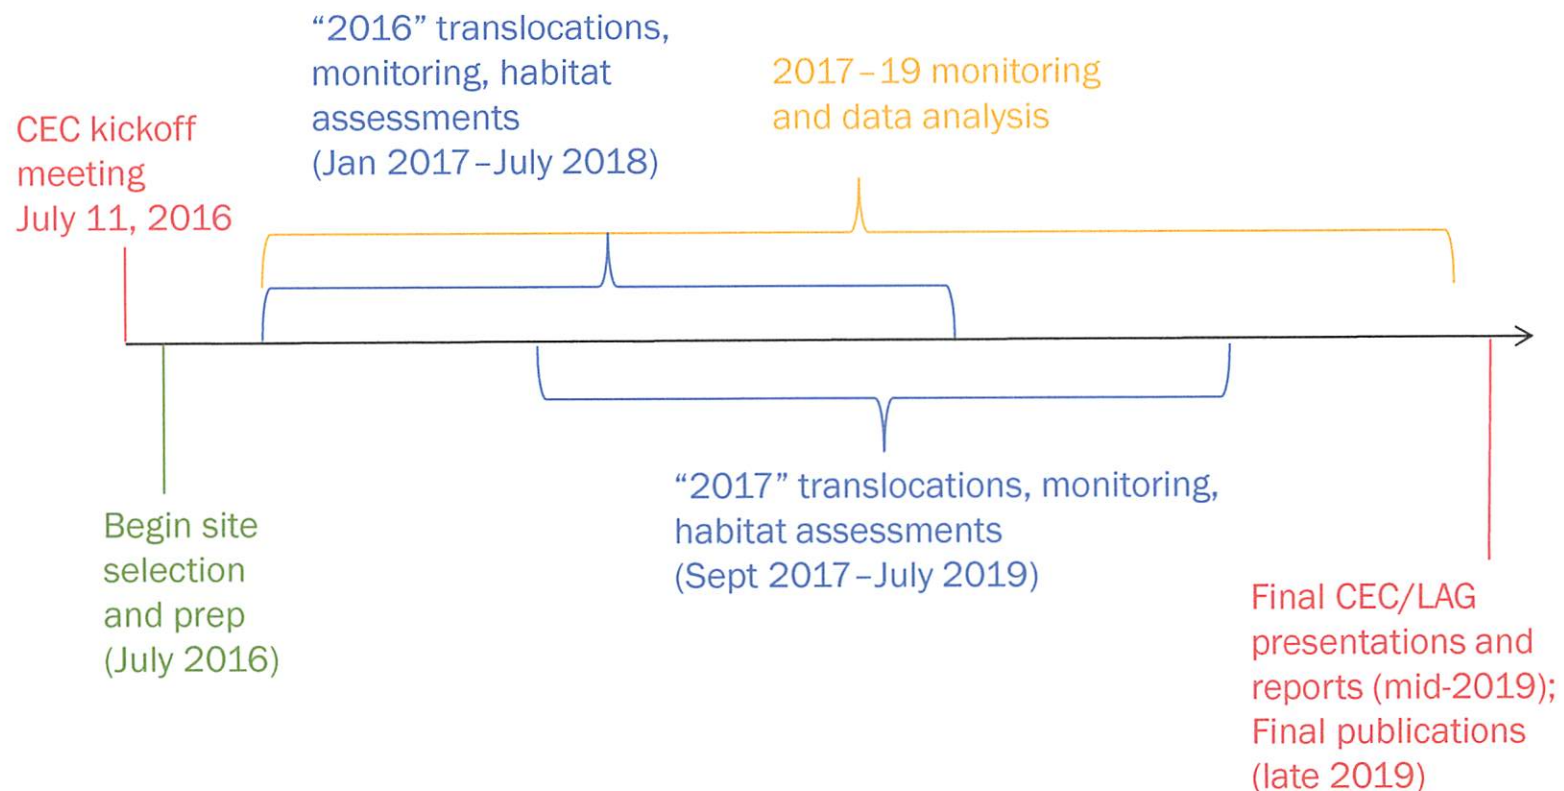 “2016” translocations,
monitoring, habitat
assessments
(Jan 2017–July 2018)
2017–19 monitoring
and data analysis
CEC kickoff
meeting
July 11, 2016
Begin site
selection
and prep
(July 2016)
“2017” translocations, monitoring,
habitat assessments
(Sept 2017–July 2019)
Final CEC/LAG
presentations and
reports (mid-2019);
Final publications
(late 2019)